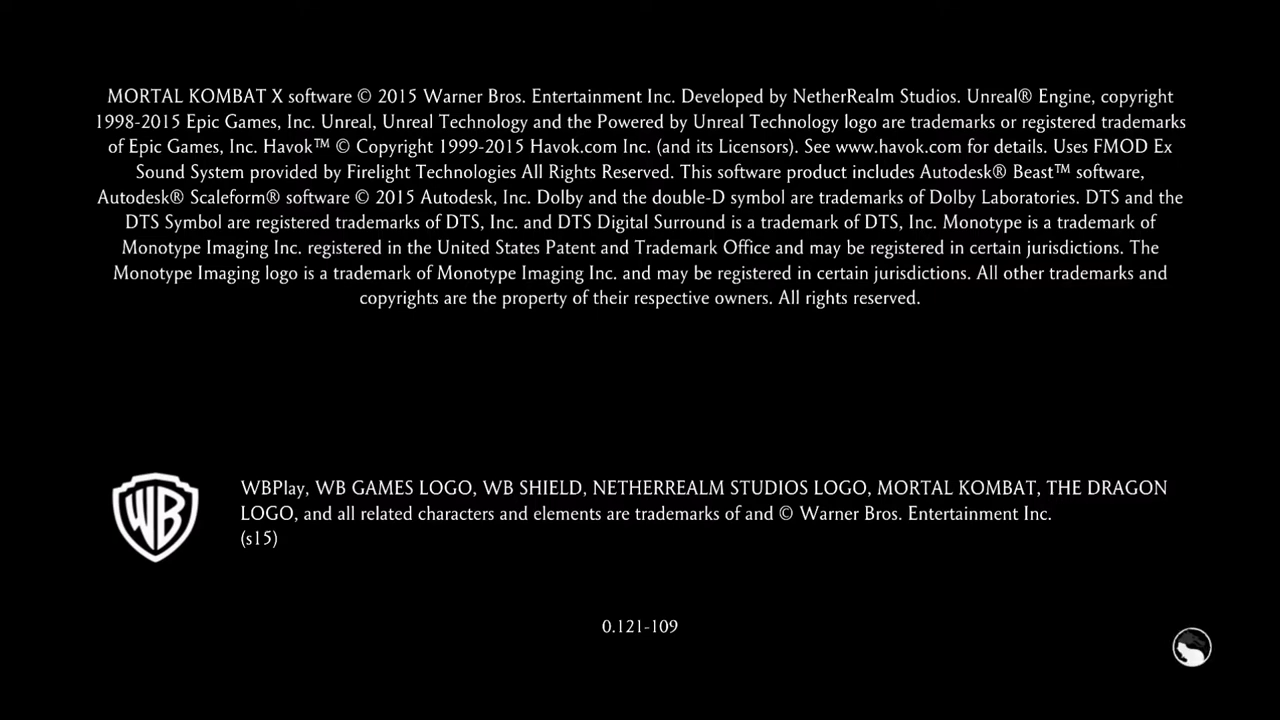 MORTAL KOMBAT X software © 2015 Warner Bros. Entertainment Inc. Developed by NetherRealm Studios. Unreal® Engine, copyright
1998-2015 Epic Games, Inc. Unreal, Unreal Technology and the Powered by Unreal Technology logo are trademarks or registered trademarks
of Epic Games, Inc. Havok™ © Copyright 1999-2015 Havok.com Inc. (and its Licensors). See www.havok.com for details. Uses FMOD Ex
Sound System provided by Firelight Technologies All Rights Reserved. This software product includes Autodesk® Beast™ software,
Autodesk® Scaleform® software © 2015 Autodesk, Inc. Dolby and the double-D symbol are trademarks of Dolby Laboratories. DTS and the
DTS Symbol are registered trademarks of DTS, Inc. and DTS Digital Surround is a trademark of DTS, Inc. Monotype is a trademark of
Monotype Imaging Inc. registered in the United States Patent and Trademark Office and may be registered in certain jurisdictions. The
Monotype Imaging logo is a trademark of Monotype Imaging Inc. and may be registered in certain jurisdictions. All other trademarks and
copyrights are the property of their respective owners. All rights reserved.
WB
WBPlay, WB GAMES LOGO, WB SHIELD, NETHERREALM STUDIOS LOGO, MORTAL KOMBAT, THE DRAGON
LOGO, and all related characters and elements are trademarks of and © Warner Bros. Entertainment Inc.
(s15)
0.121-109